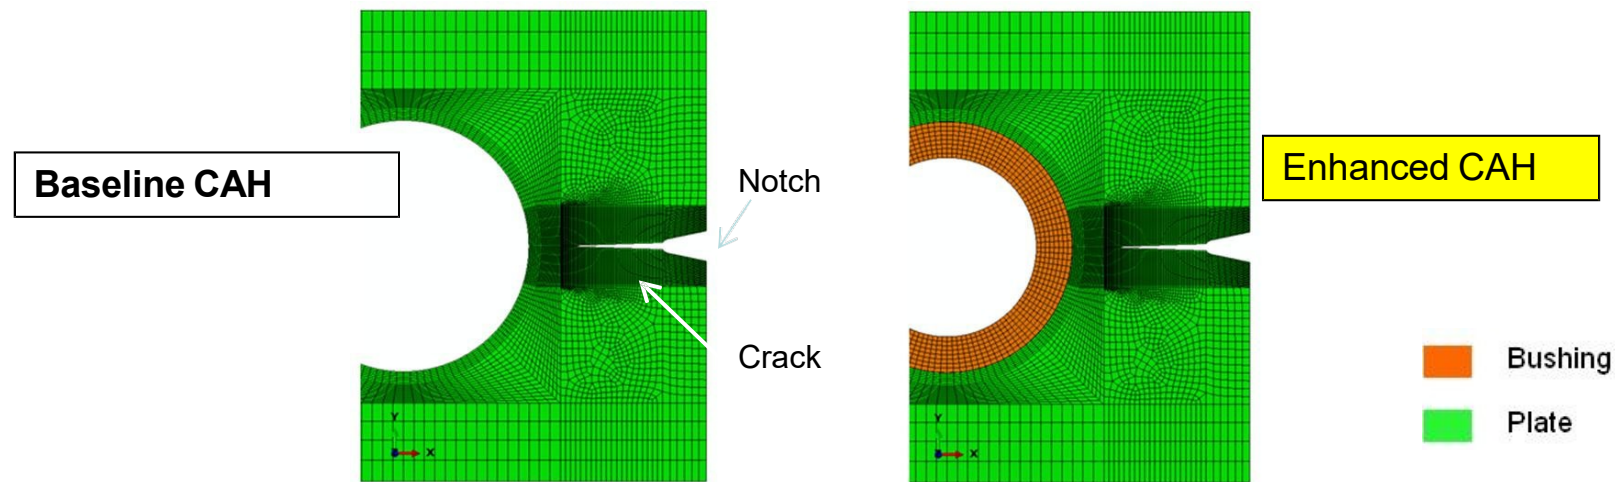 Baseline CAH
Notch
Crack
Y
X
Enhanced CAH
Y
X
Bushing
Plate